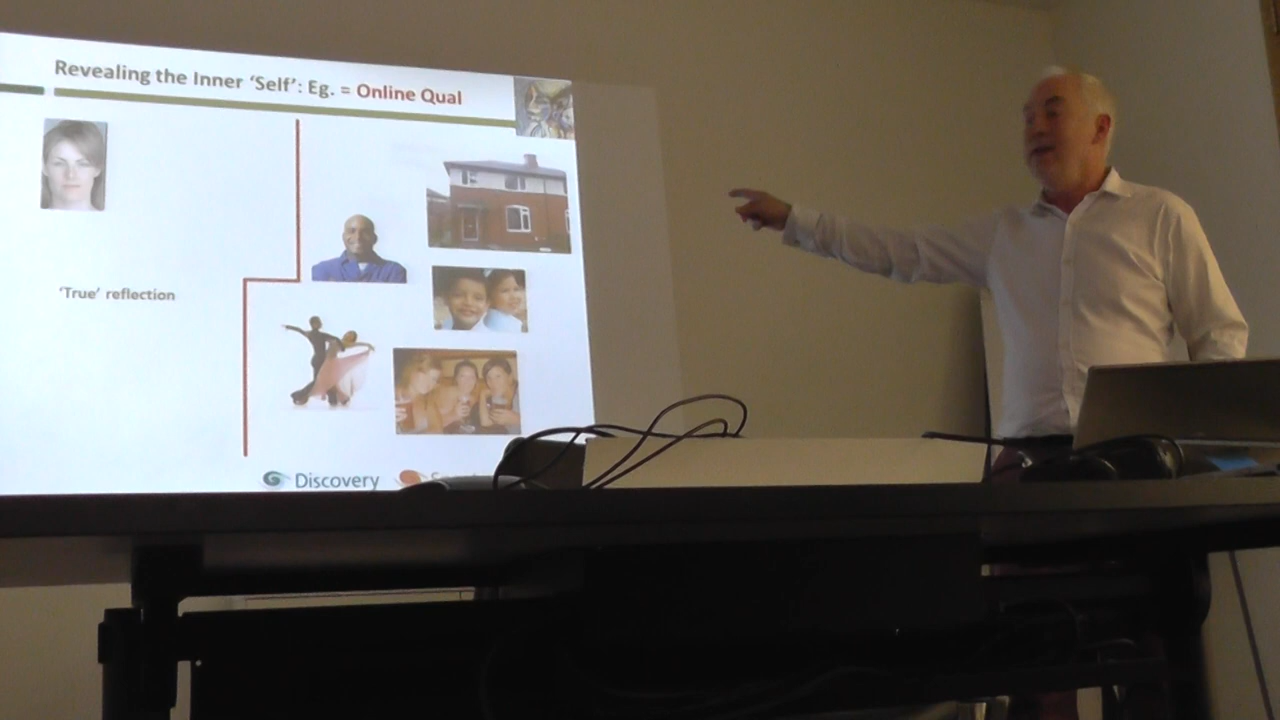 Revealing the Inner ‘Self’: Eg. = Online Qual
‘True’ reflection
Discovery